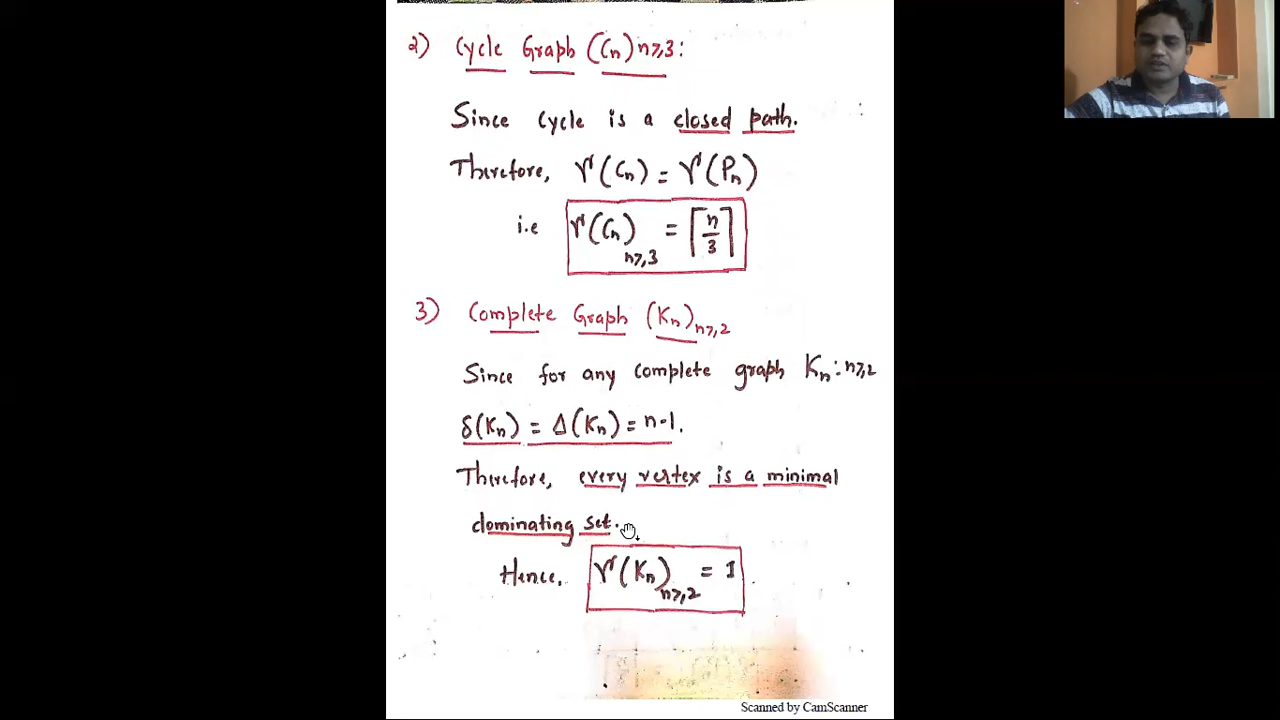 2) Cycle Graph (Cn) n≥3:
Since cycle is a closed path.
Therefore, γ(Cn) = γ(Pn)
i.e γ(Cn) n≥3 = ⌈n/3⌉
3) Complete Graph (Kn) n≥2
Since for any complete graph Kn: n≥2
δ(Kn) = Δ(Kn) = n-1.
Therefore, every vertex is a minimal
dominating set.
Hence, γ(Kn) n≥2 = 1
Scanned by CamScanner